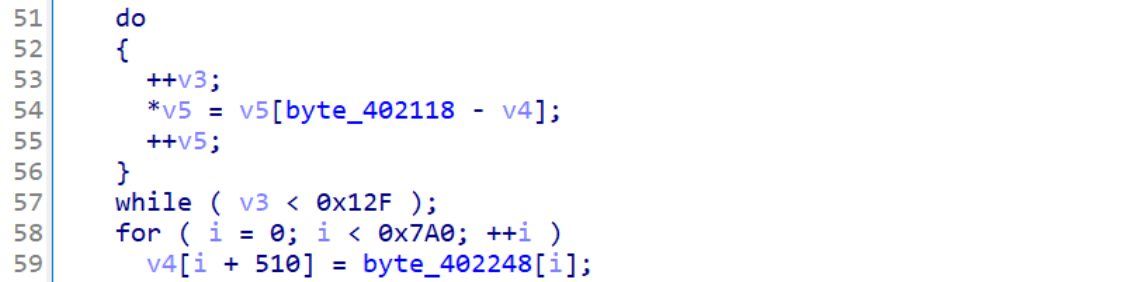 51 do
52 {
53 ++v3;
54 *v5 = v5[byte_402118 - v4];
55 ++v5;
56 }
57 while ( v3 < 0x12F );
58 for ( i = 0; i < 0x7A0; ++i )
59 v4[i + 510] = byte_402248[i];